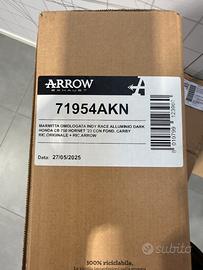 ARROW
EXHAUST
71954AKN
MARMITTA OMOLOGATA INDY RACE ALLUMINIO DARK
HONDA CB 750 HORNET '23 CON FOND. CARBY
RIC.ORIGINALE + RIC.ARROW
Data: 27/05/2025
100% riciclabile.
subito